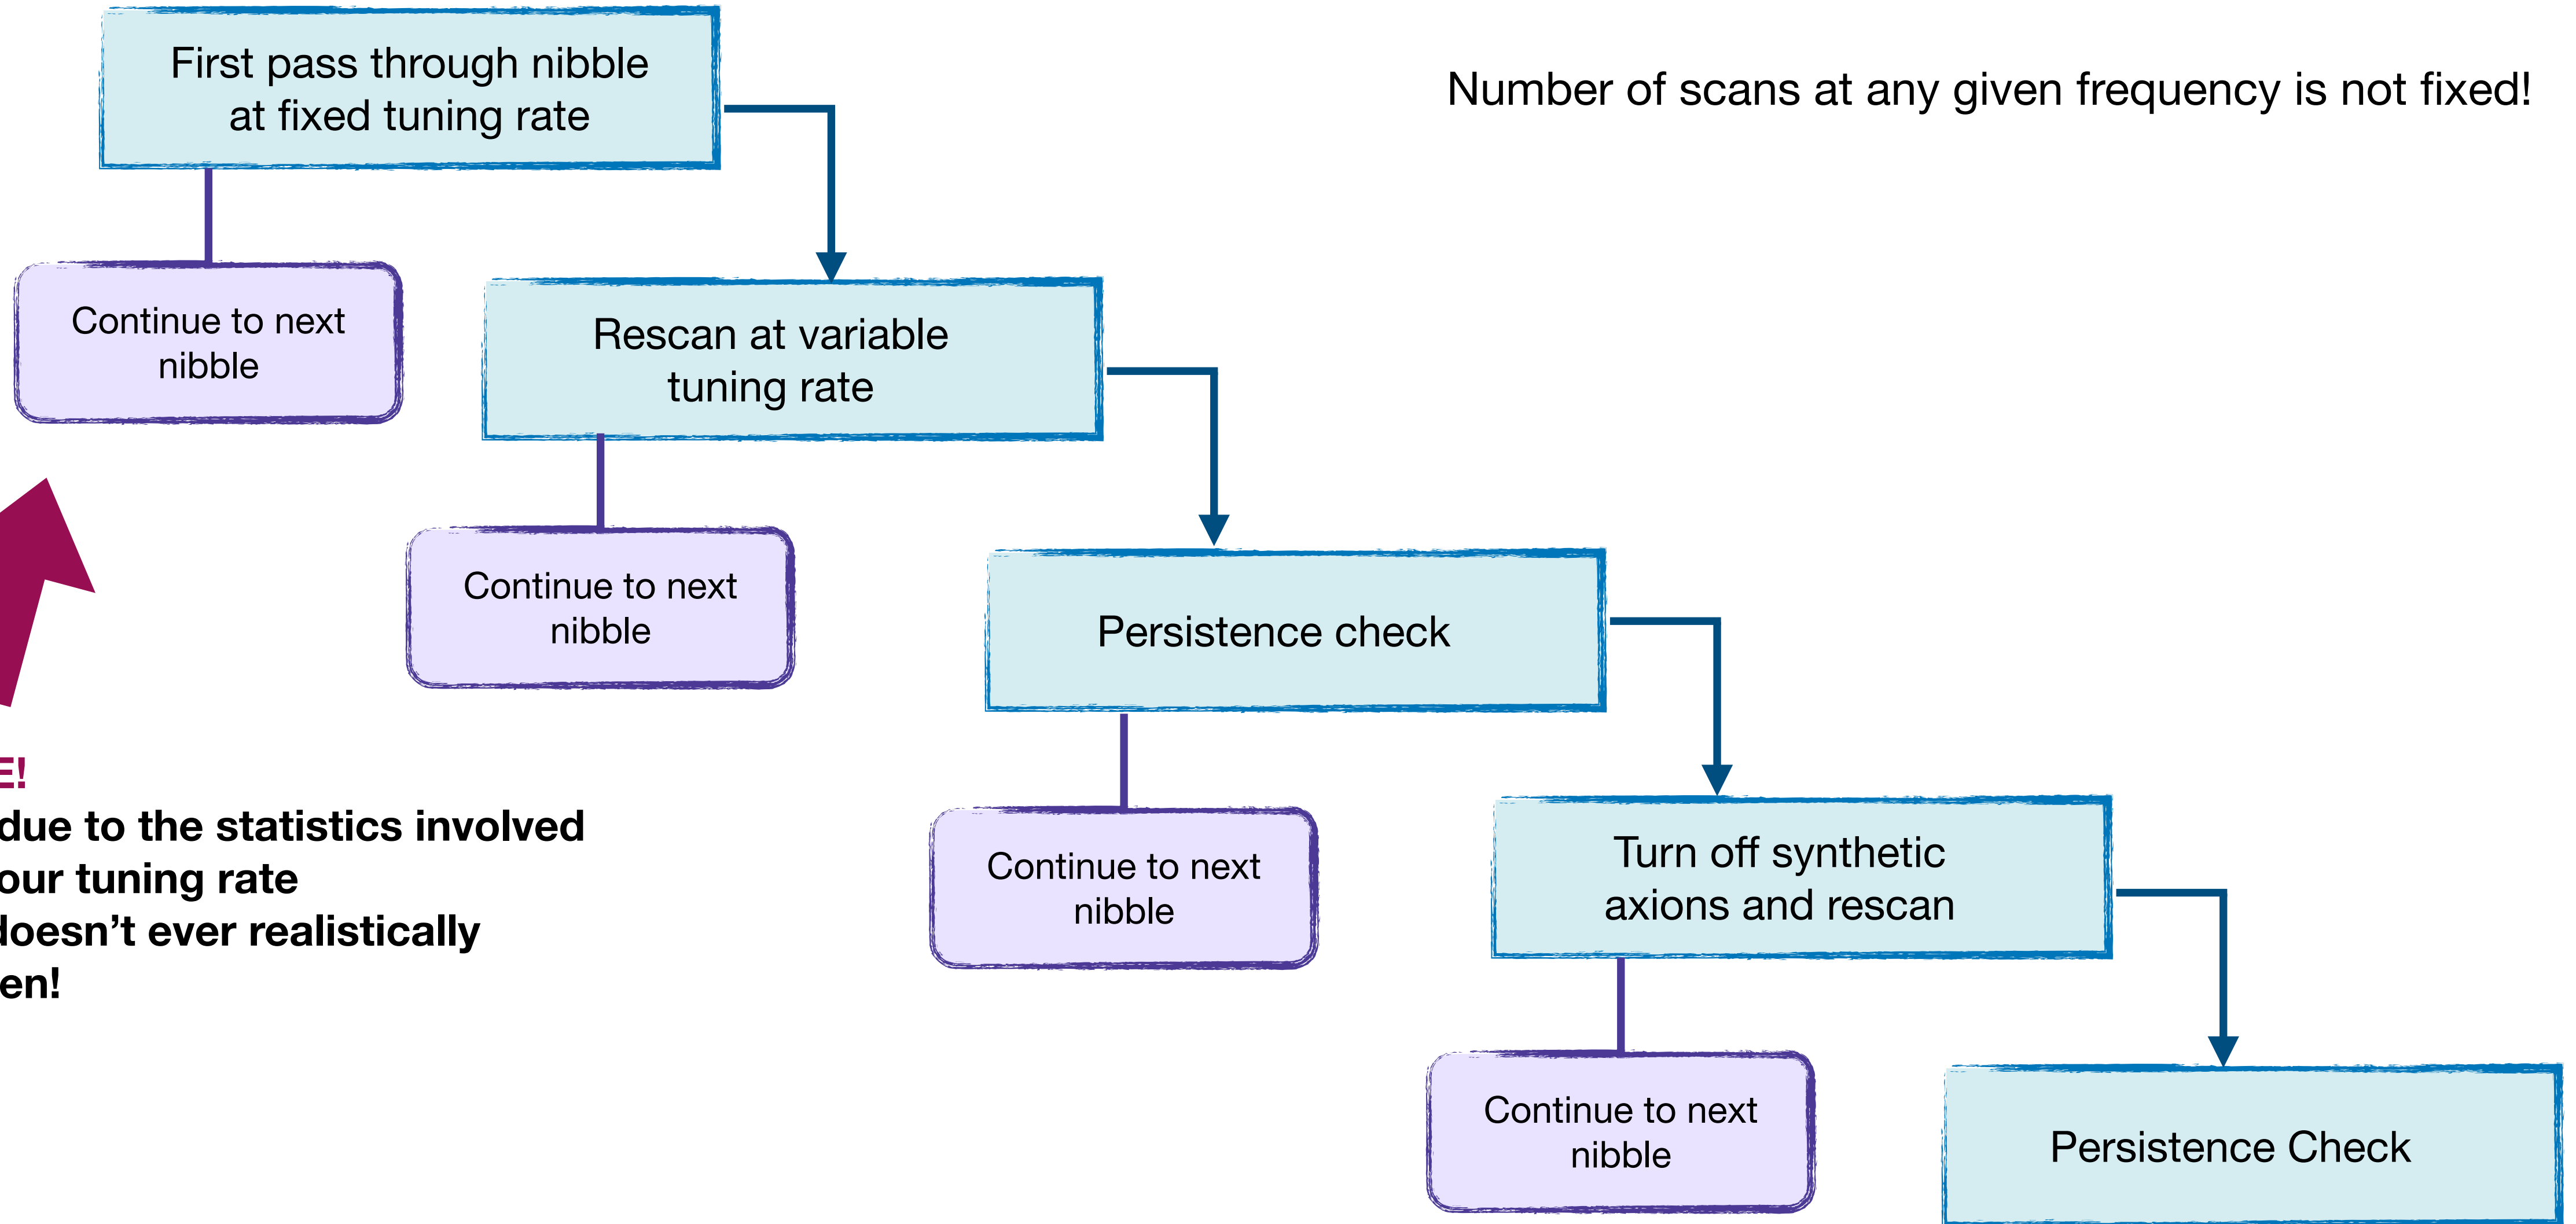 First pass through nibble
at fixed tuning rate
Number of scans at any given frequency is not fixed!
Continue to next
nibble
Rescan at variable
tuning rate
Continue to next
nibble
Persistence check
E!
due to the statistics involved
our tuning rate
doesn't ever realistically
en!
Continue to next
nibble
Turn off synthetic
axions and rescan
Continue to next
nibble
Persistence Check